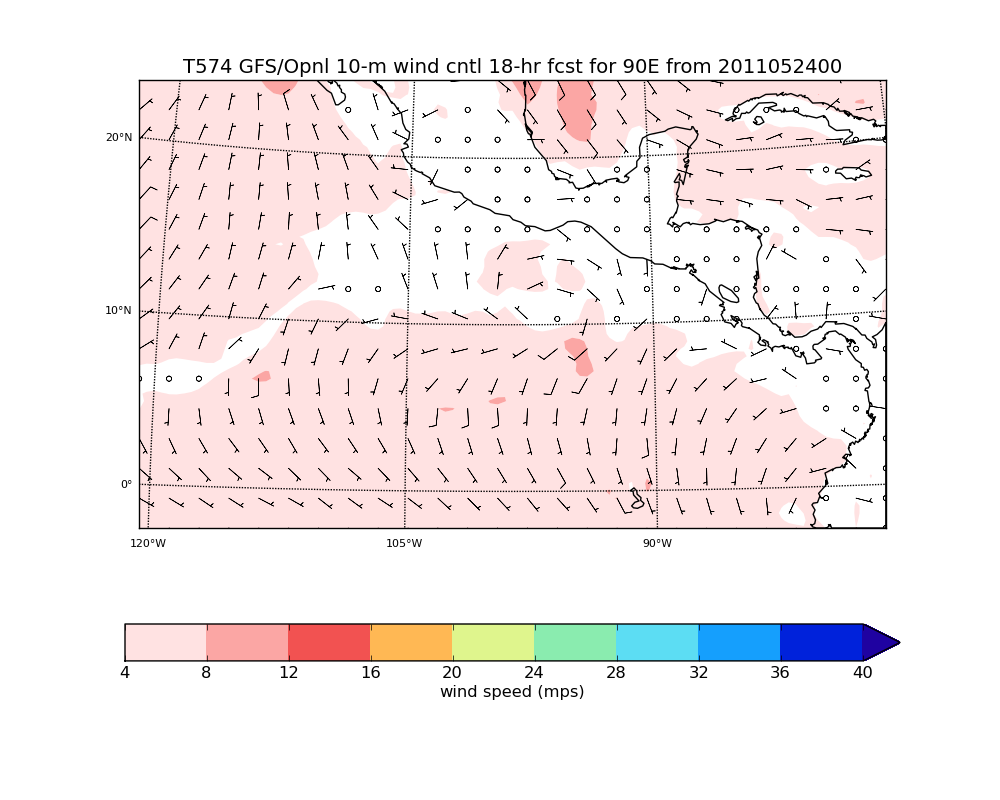 T574 GFS/Opnl 10-m wind cntl 18-hr fcst for 90E from 2011052400
20°N
10°N
0°
120°W 105°W 90°W
4 8 12 16 20 24 28 32 36 40
wind speed (mps)